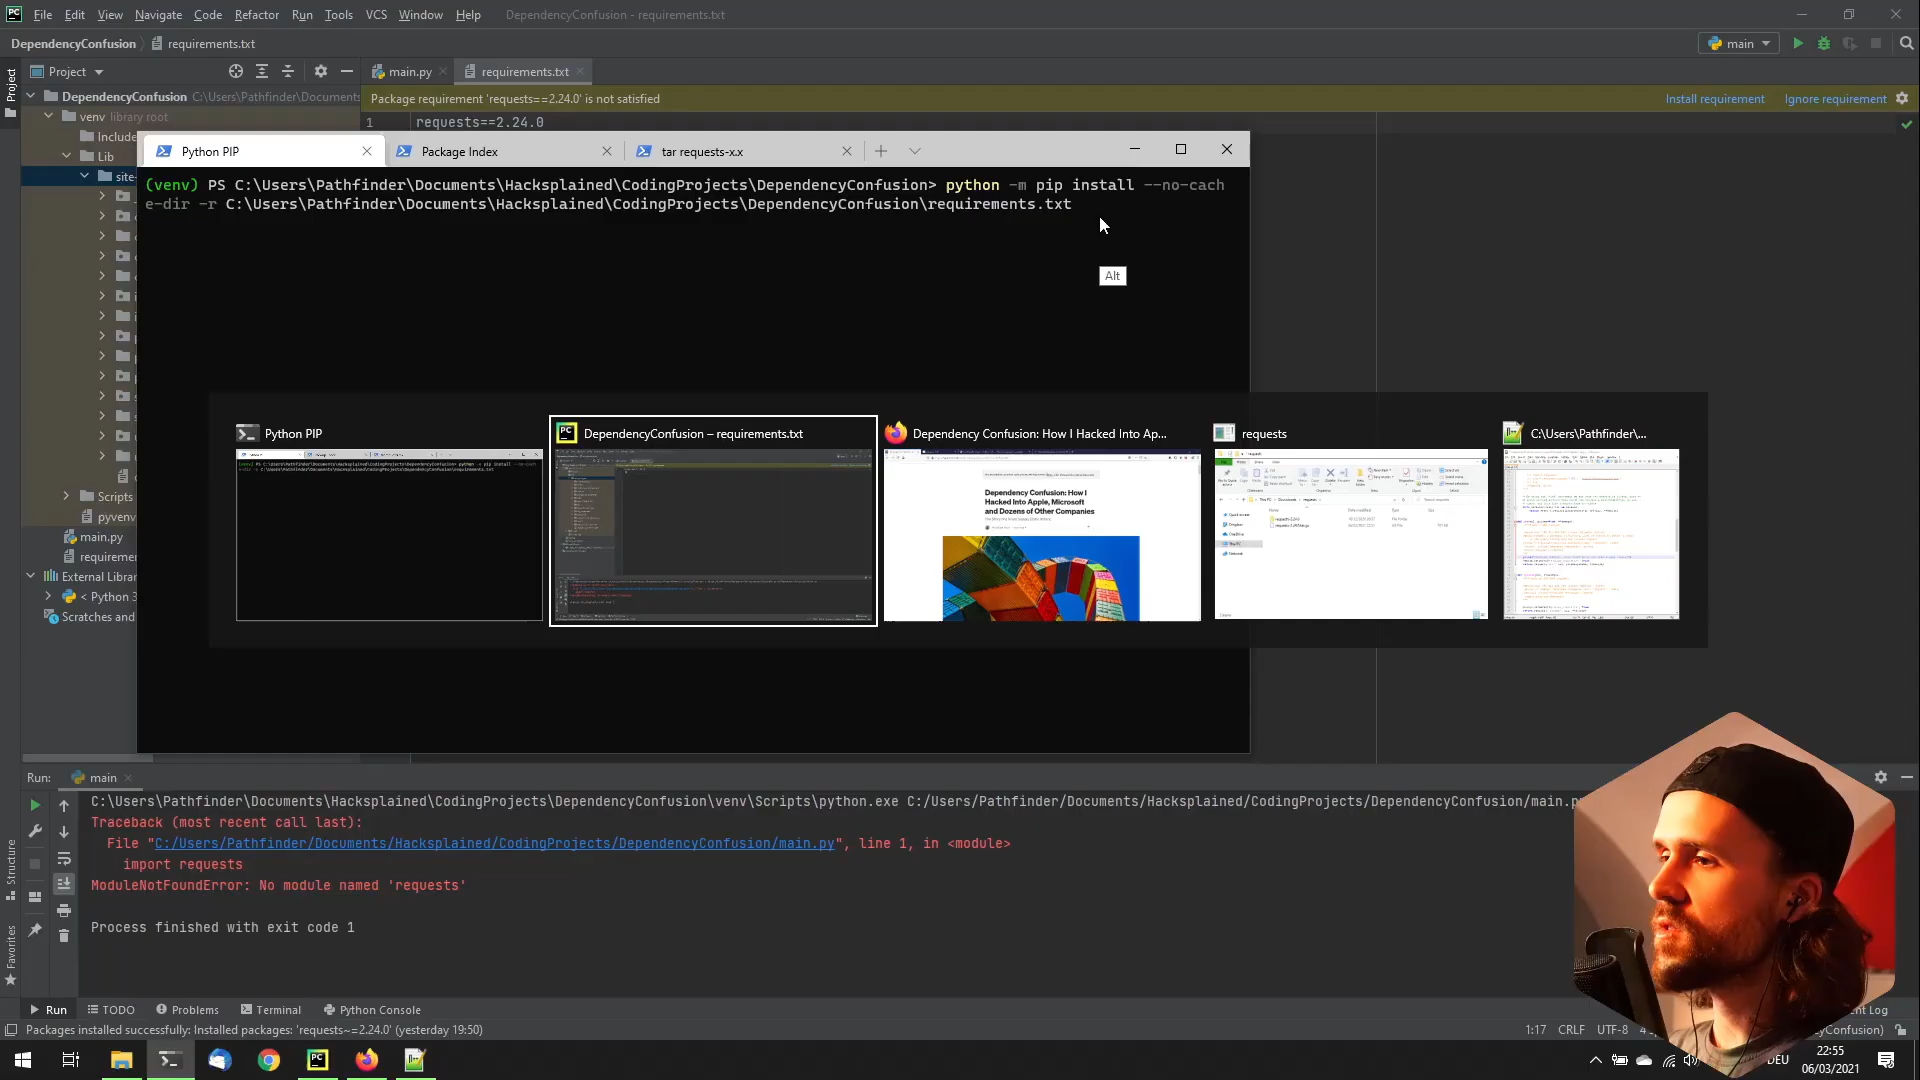 File Edit View Navigate Code Refactor Run Tools VCS Window Help DependencyConfusion - requirements.txt
DependencyConfusion requirements.txt main
Project main.py requirements.txt
Project
DependencyConfusion C:\Users\Pathfinder\Documents
Package requirement 'requests==2.24.0' is not satisfied Install requirement Ignore requirement
venv library root
1 requests==2.24.0
Include
Lib
site-
Python PIP Package Index tar requests-x.x
(venv) PS C:\Users\Pathfinder\Documents\Hacksplained\CodingProjects\DependencyConfusion> python -m pip install --no-cach
e-dir -r C:\Users\Pathfinder\Documents\Hacksplained\CodingProjects\DependencyConfusion\requirements.txt
Alt
Python PIP
DependencyConfusion – requirements.txt
Dependency Confusion: How I Hacked Into Ap...
requests
C:\Users\Pathfinder\...
Dependency Confusion: How I
Hacked Into Apple, Microsoft
and Dozens of Other Companies
Scripts
pyvenv
main.py
requiremen
External Librar
< Python 3
Scratches and
Run: main
C:\Users\Pathfinder\Documents\Hacksplained\CodingProjects\DependencyConfusion\venv\Scripts\python.exe C:/Users/Pathfinder/Documents/Hacksplained/CodingProjects/DependencyConfusion/main.p
Traceback (most recent call last):
File "C:/Users/Pathfinder/Documents/Hacksplained/CodingProjects/DependencyConfusion/main.py", line 1, in <module>
import requests
ModuleNotFoundError: No module named 'requests'
Process finished with exit code 1
Structure
Favorites
Run TODO Problems Terminal Python Console nt Log
Packages installed successfully: Installed packages: 'requests~=2.24.0' (yesterday 19:50) 1:17 CRLF UTF-8 yConfusion)
DEU
22:55
06/03/2021